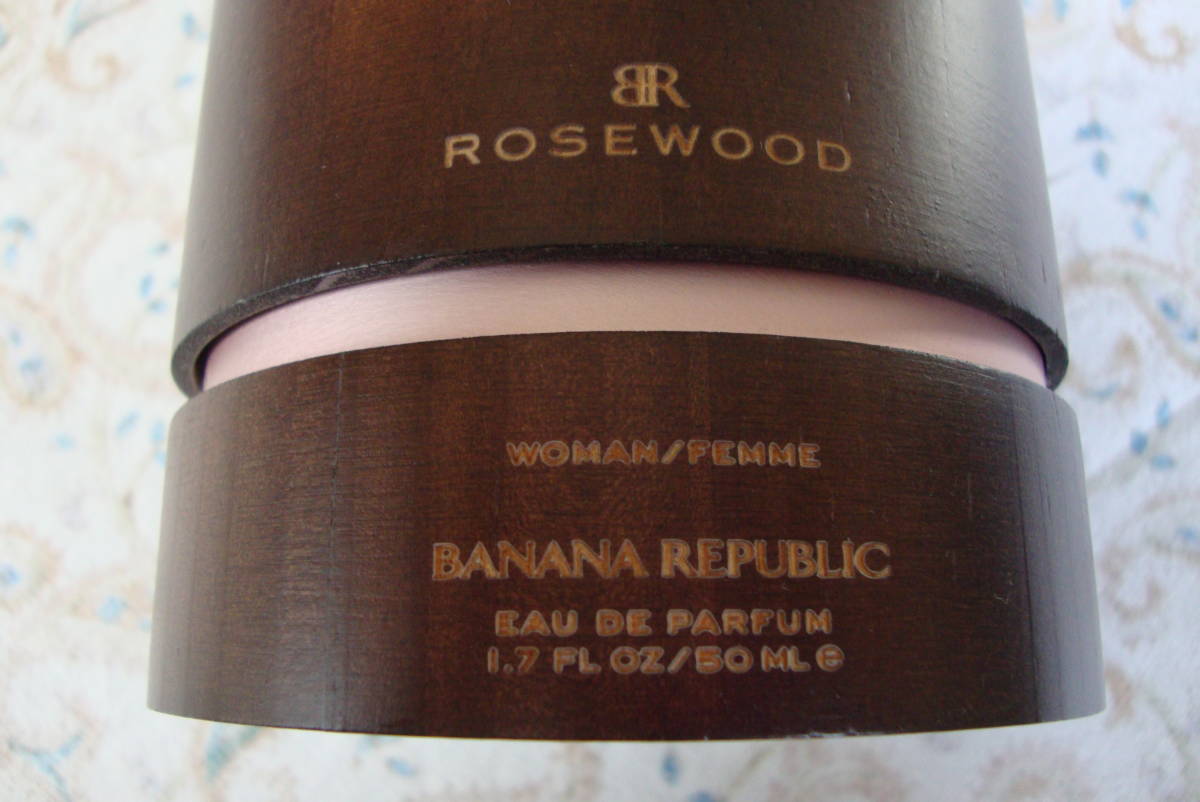 BR
ROSEWOOD
WOMAN/FEMME
BANANA REPUBLIC
EAU DE PARFUM
1.7 FL OZ/50 ML ℮